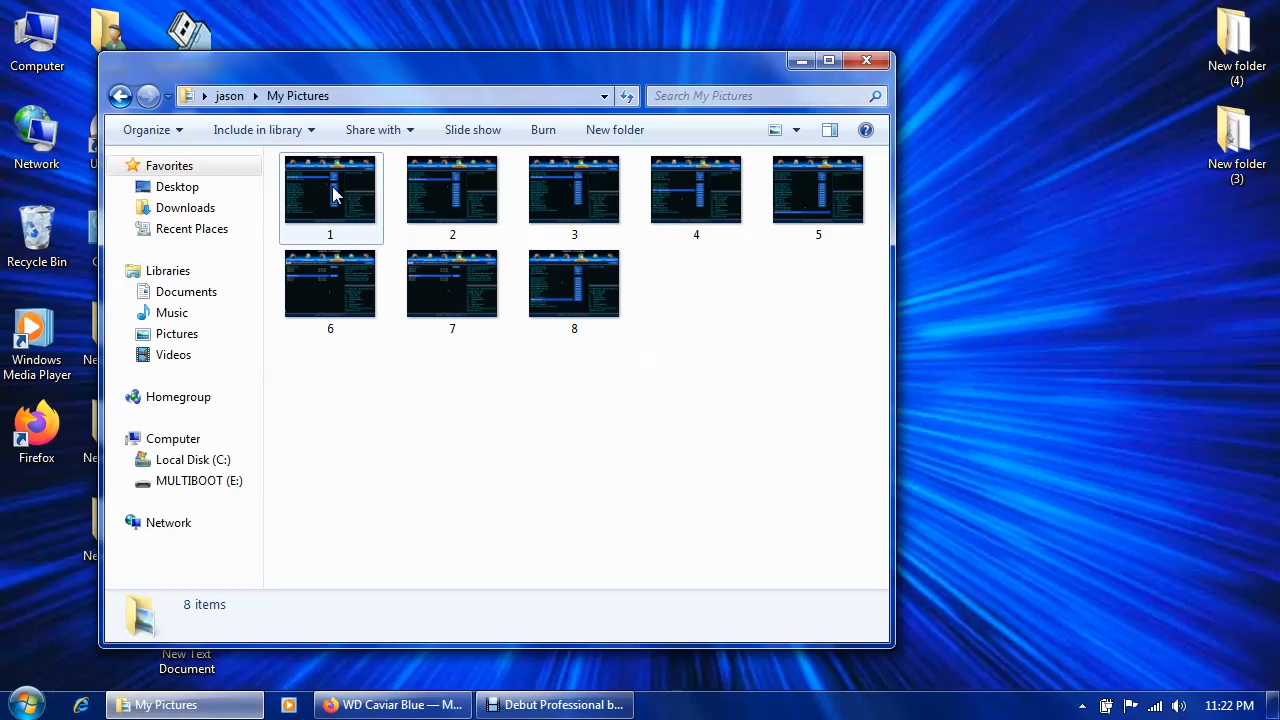 Computer
Network
Recycle Bin
Windows
Media Player
Firefox
New Text
Document
New folder
(4)
New folder
(3)
jason
My Pictures
Search My Pictures
Organize
Include in library
Share with
Slide show
Burn
New folder
Favorites
Desktop
Downloads
Recent Places
Libraries
Music
Pictures
Videos
Homegroup
Computer
Local Disk (C:)
MULTIBOOT (E:)
Network
1
2
3
4
5
6
7
8
8 items
My Pictures
WD Caviar Blue — M...
Debut Professional b...
11:22 PM